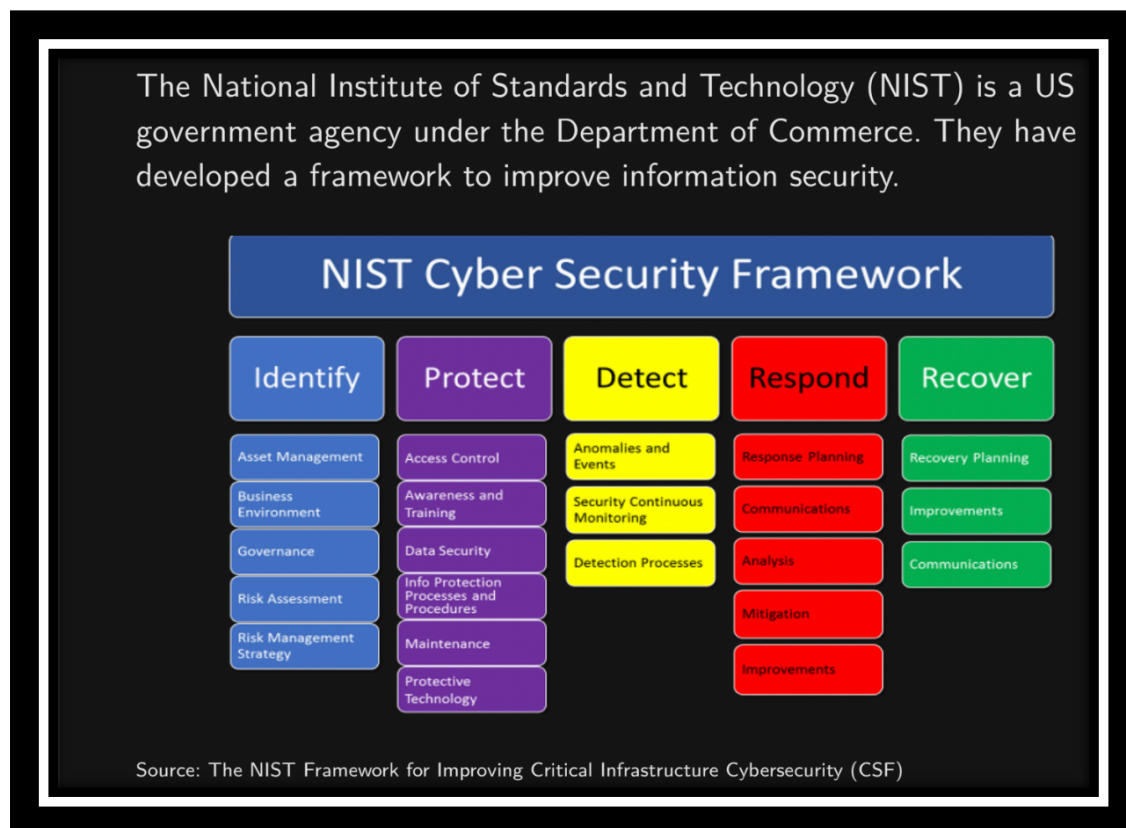 The National Institute of Standards and Technology (NIST) is a US
government agency under the Department of Commerce. They have
developed a framework to improve information security.
NIST Cyber Security Framework
Identify
Asset Management
Business
Environment
Governance
Risk Assessment
Risk Management
Strategy
Protect
Access Control
Awareness and
Training
Data Security
Info Protection
Processes and
Procedures
Maintenance
Protective
Technology
Detect
Anomalies and
Events
Security Continuous
Monitoring
Detection Processes
Respond
Response Planning
Communications
Analysis
Mitigation
Improvements
Recover
Recovery Planning
Improvements
Communications
Source: The NIST Framework for Improving Critical Infrastructure Cybersecurity (CSF)